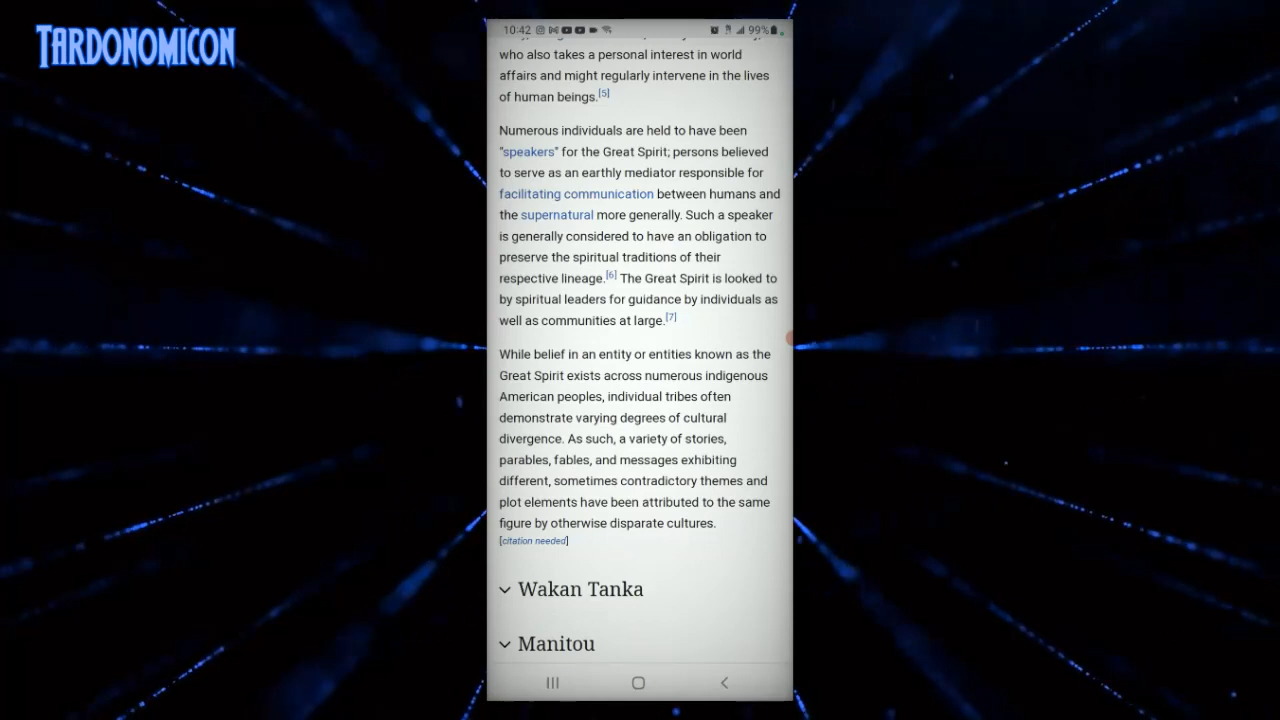 TARDONOMICON
10:42
99%
who also takes a personal interest in world
affairs and might regularly intervene in the lives
of human beings.[5]
Numerous individuals are held to have been
"speakers" for the Great Spirit; persons believed
to serve as an earthly mediator responsible for
facilitating communication between humans and
the supernatural more generally. Such a speaker
is generally considered to have an obligation to
preserve the spiritual traditions of their
respective lineage.[6] The Great Spirit is looked to
by spiritual leaders for guidance by individuals as
well as communities at large.[7]
While belief in an entity or entities known as the
Great Spirit exists across numerous indigenous
American peoples, individual tribes often
demonstrate varying degrees of cultural
divergence. As such, a variety of stories,
parables, fables, and messages exhibiting
different, sometimes contradictory themes and
plot elements have been attributed to the same
figure by otherwise disparate cultures.
[citation needed]
Wakan Tanka
Manitou